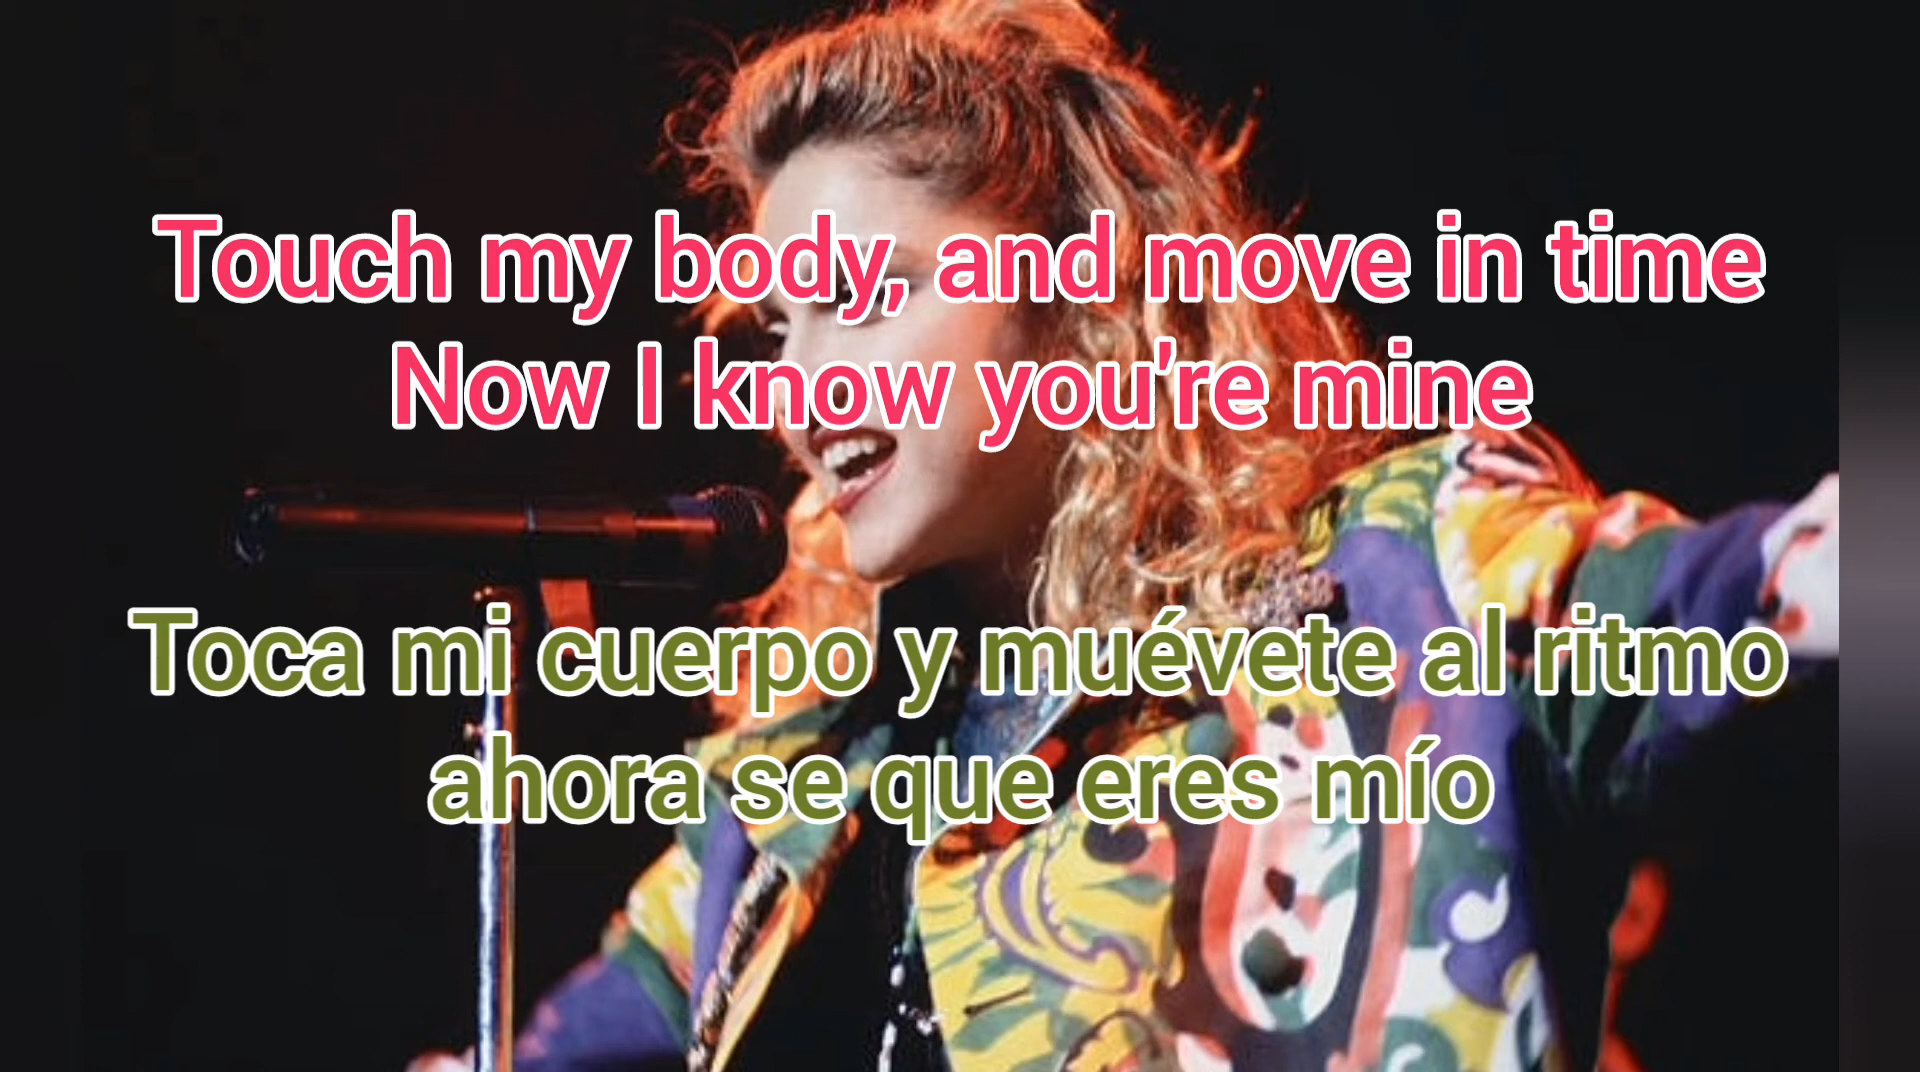 Touch my body, and move in time
Now I know you're mine
Toca mi cuerpo y muévete al ritmo
ahora se que eres mío